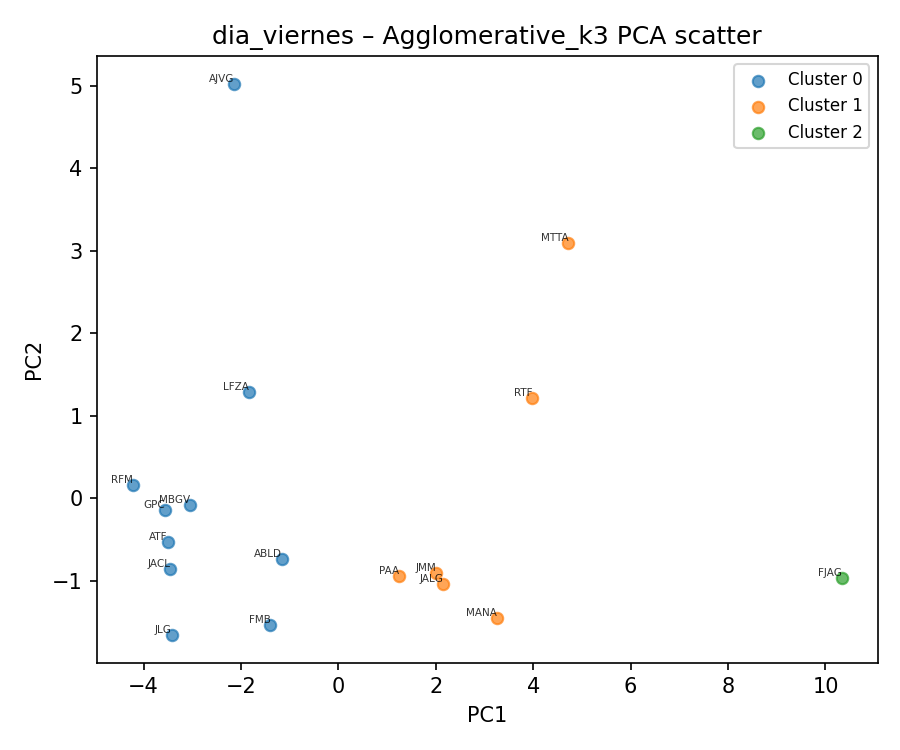 dia_viernes – Agglomerative_k3 PCA scatter
Cluster 0
Cluster 1
Cluster 2
PC2
5
4
3
2
1
0
−1
AJVG
MTTA
LFZA
RTF
RFM
MBGV
GPC
ATF
JACL
ABLD
PAA
JMM
JALG
FJAG
MANA
FMB
JLG
−4
−2
0
2
4
6
8
10
PC1